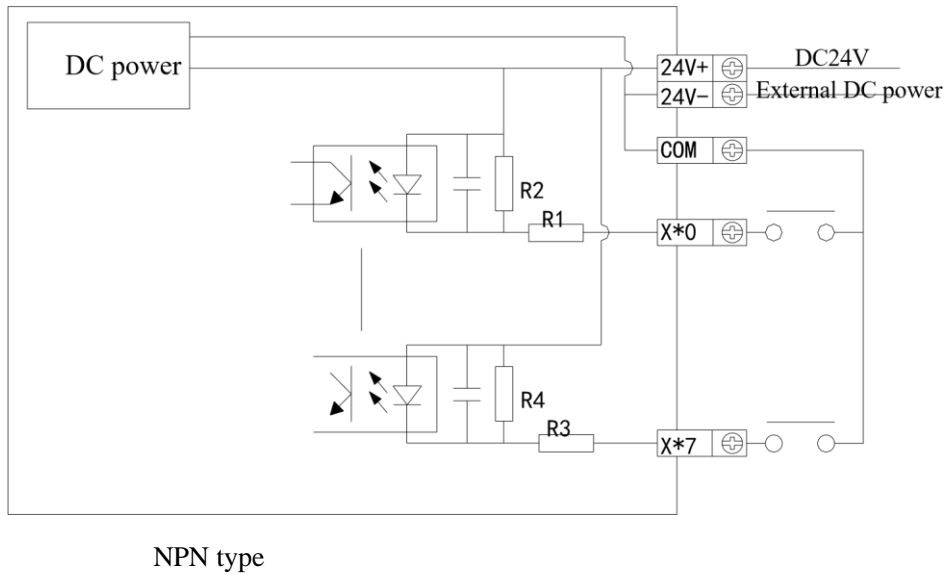 DC power
24V+
DC24V
24V-
External DC power
COM
R2
R1
X*0
R4
R3
X*7
NPN type